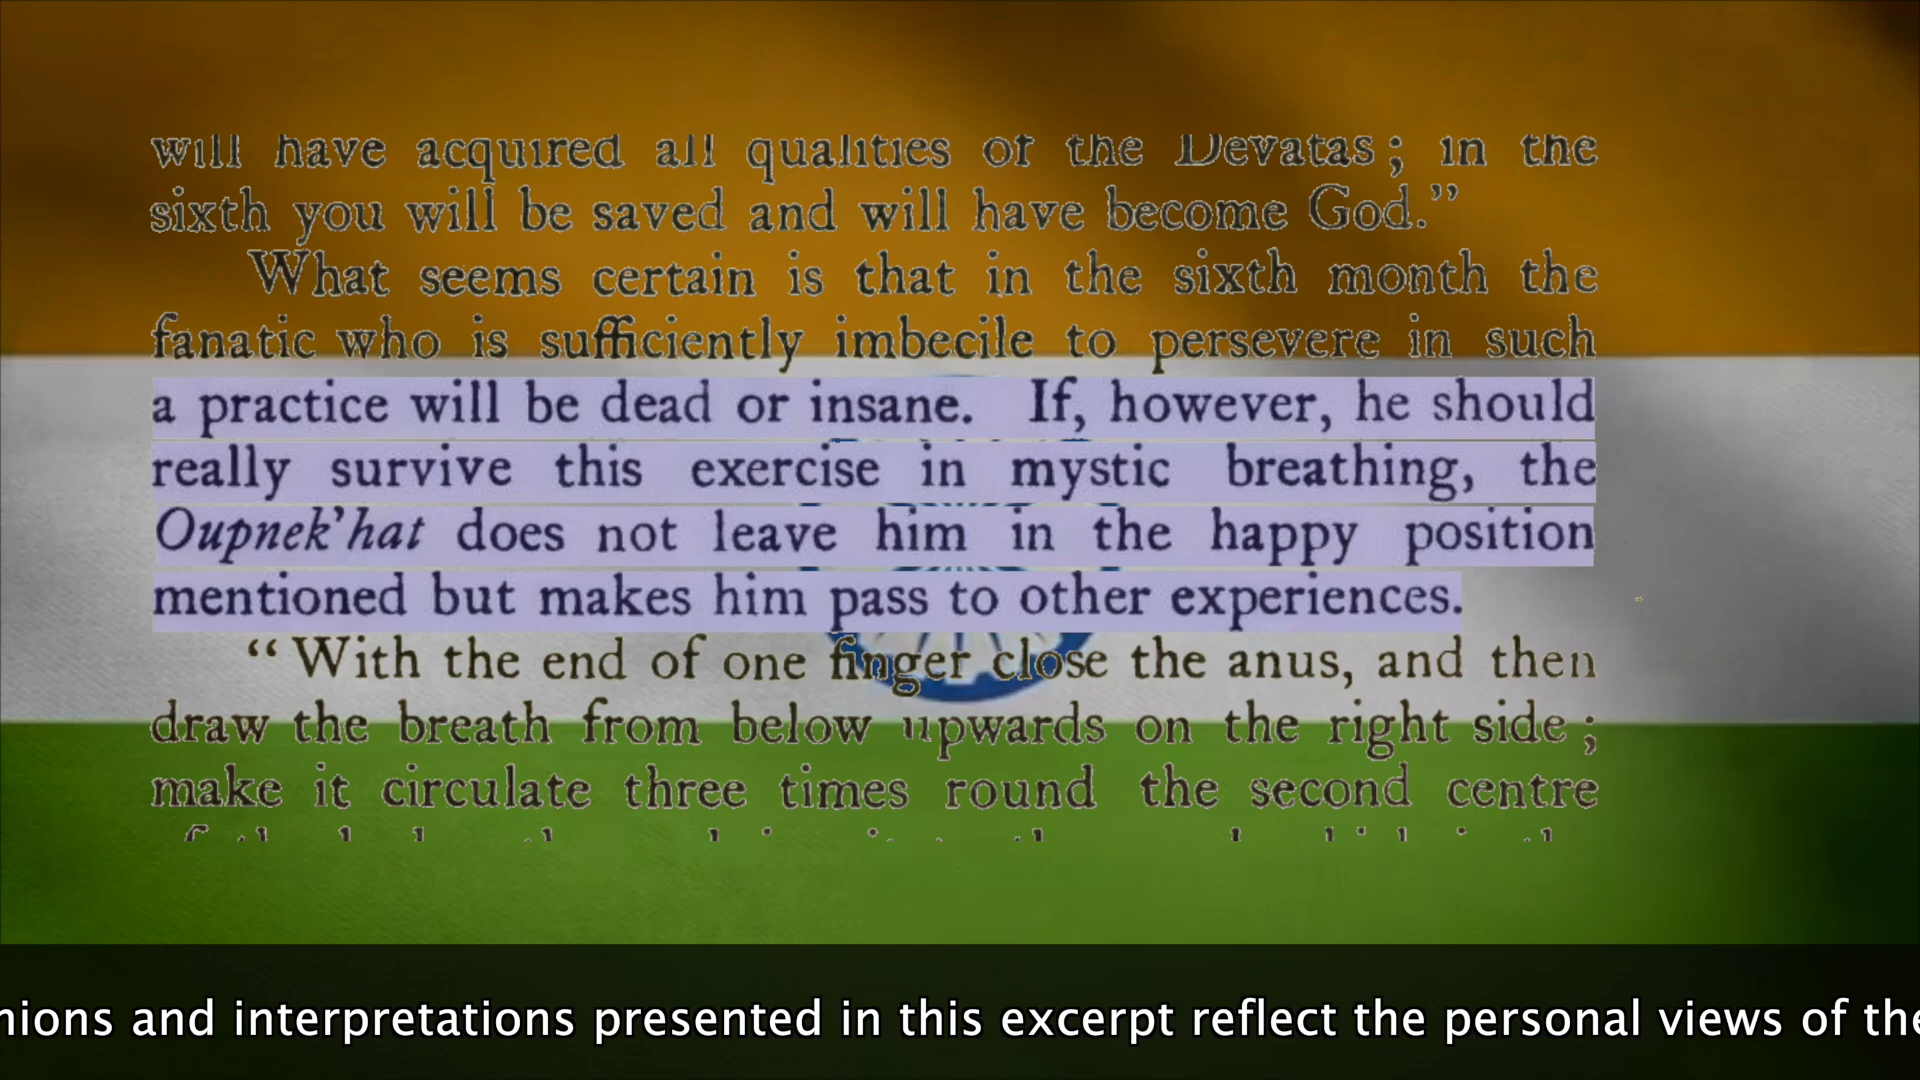 will have acquired all qualities of the Devatas; in the
sixth you will be saved and will have become God.”
What seems certain is that in the sixth month the
fanatic who is sufficiently imbecile to persevere in such
a practice will be dead or insane. If, however, he should
really survive this exercise in mystic breathing, the
Oupnek’hat does not leave him in the happy position
mentioned but makes him pass to other experiences.
“With the end of one finger close the anus, and then
draw the breath from below upwards on the right side;
make it circulate three times round the second centre
nions and interpretations presented in this excerpt reflect the personal views of the